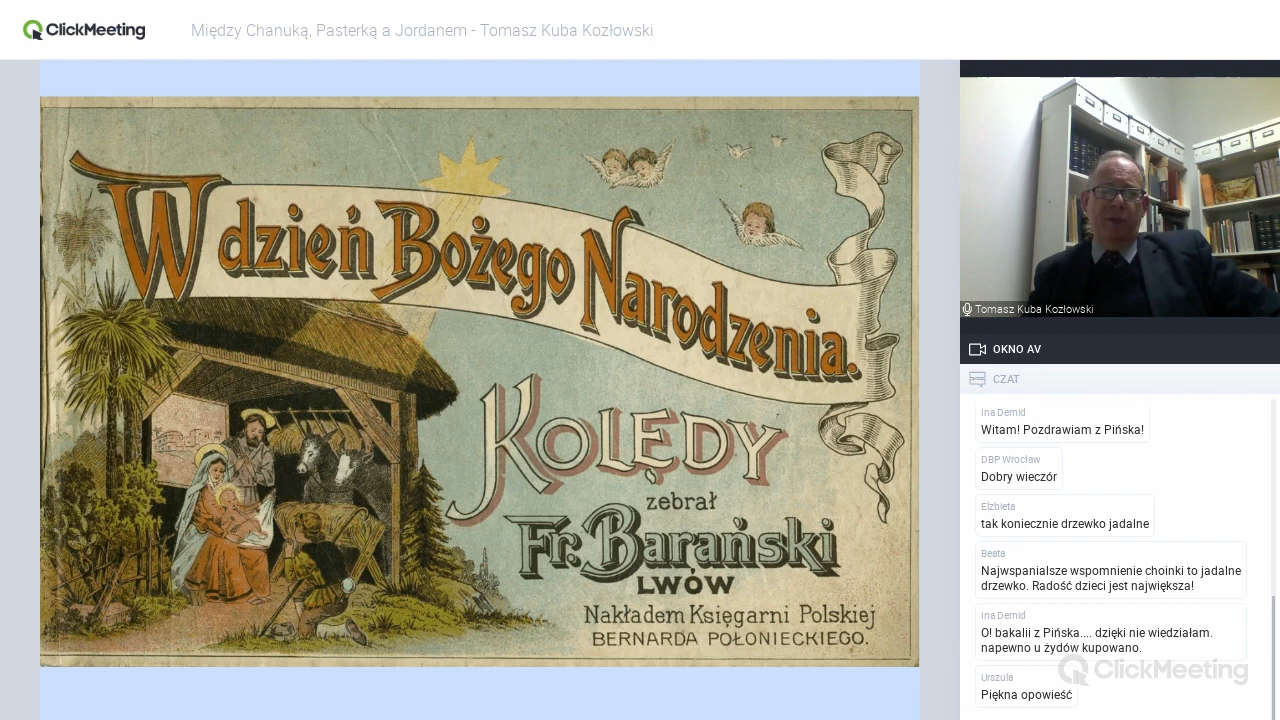 ClickMeeting
Między Chanuką, Pasterką a Jordanem - Tomasz Kuba Kozłowski
W dzień Bożego Narodzenia.
KOLĘDY
zebrał
Fr. Barański
LWÓW
Nakładem Księgarni Polskiej
BERNARDA POŁONIECKIEGO.
Tomasz Kuba Kozłowski
OKNO AV
CZAT
Ina Demid
Witam! Pozdrawiam z Pińska!
DBP Wrocław
Dobry wieczór
Elżbieta
tak koniecznie drzewko jadalne
Beata
Najwspanialsze wspomnienie choinki to jadalne
drzewko. Radość dzieci jest największa!
Ina Demid
O! bakalii z Pińska.... dzięki nie wiedziałam.
napewno u żydów kupowano.
Urszula
Piękna opowieść
ClickMeeting